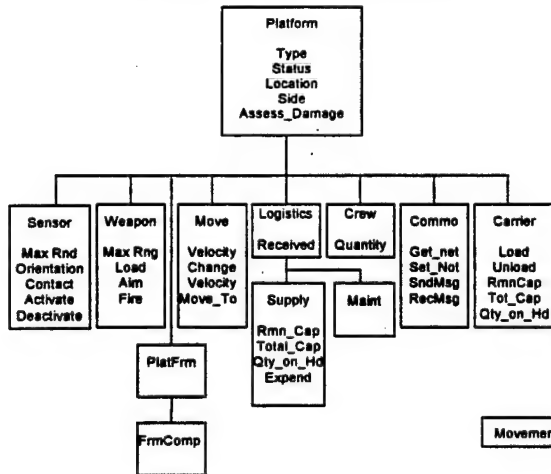 Platform
Type
Status
Location
Side
Assess_Damage
Sensor
Max Rnd
Orientation
Contact
Activate
Deactivate
Weapon
Max Rng
Load
Aim
Fire
Move
Velocity
Change
Velocity
Move_To
Logistics
Received
Crew
Quantity
Commo
Get_net
Set_Not
SndMsg
RecMsg
Carrier
Load
Unload
RmnCap
Tot_Cap
Qty_on_Hd
Supply
Rmn_Cap
Total_Cap
Qty_on_Hd
Expend
Maint
PlatFrm
FrmComp
Movemer